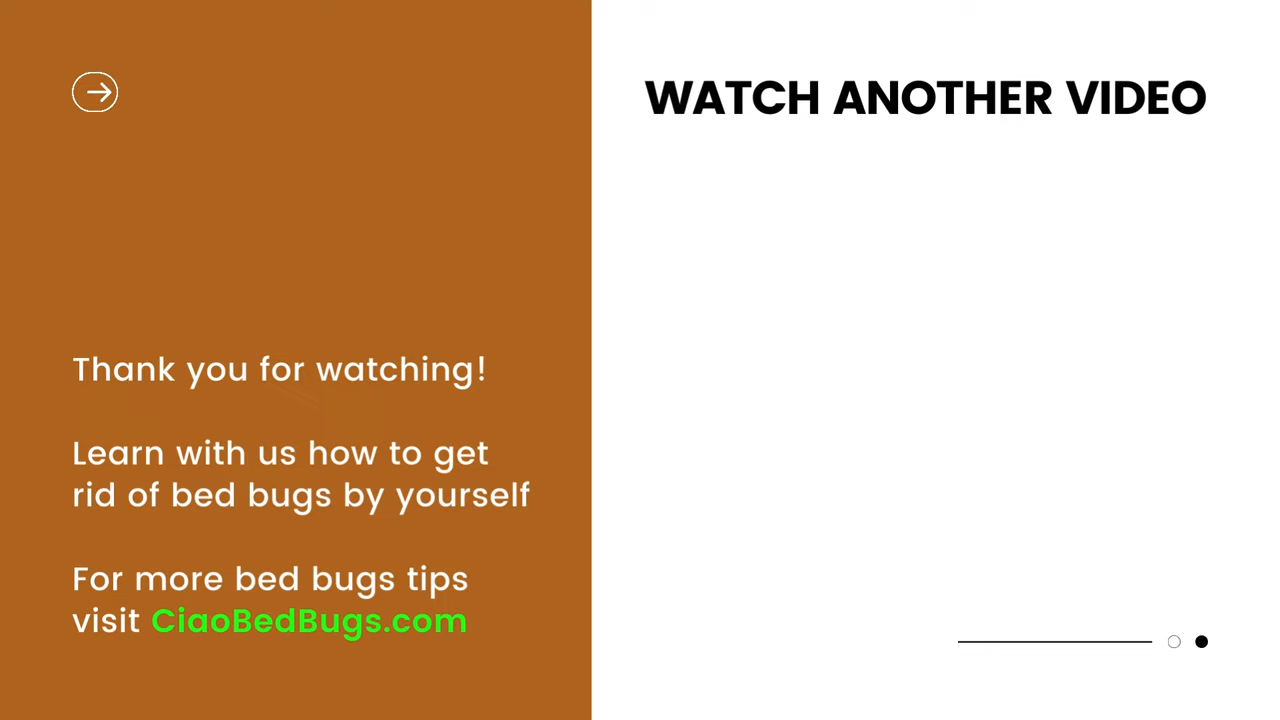 WATCH ANOTHER VIDEO
Thank you for watching!
Learn with us how to get
rid of bed bugs by yourself
For more bed bugs tips
visit CiaoBedBugs.com